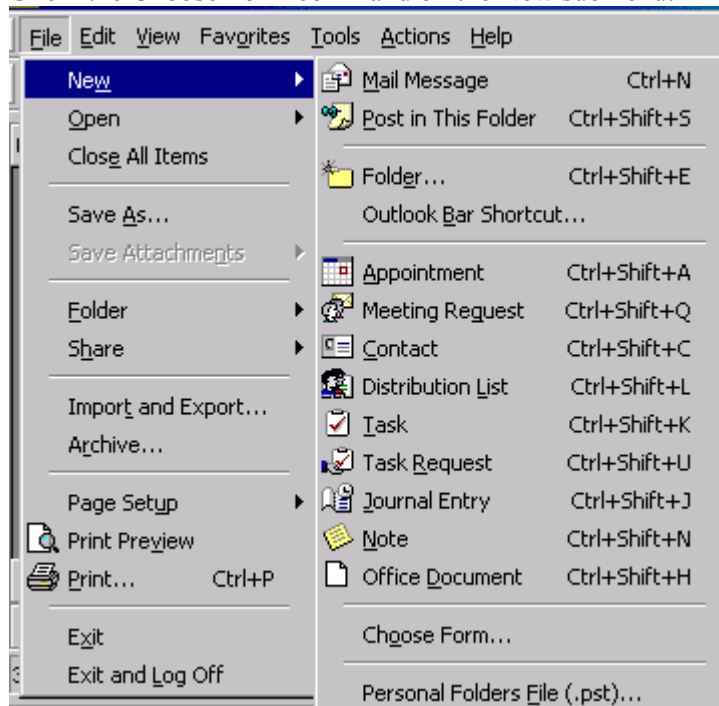 File Edit View Favorites Tools Actions Help
New
Open
Close All Items
Save As...
Save Attachments
Folder
Share
Import and Export...
Archive...
Page Setup
Print Preview
Print... Ctrl+P
Exit
Exit and Log Off
Mail Message Ctrl+N
Post in This Folder Ctrl+Shift+S
Folder... Ctrl+Shift+E
Outlook Bar Shortcut...
Appointment Ctrl+Shift+A
Meeting Request Ctrl+Shift+Q
Contact Ctrl+Shift+C
Distribution List Ctrl+Shift+L
Task Ctrl+Shift+K
Task Request Ctrl+Shift+U
Journal Entry Ctrl+Shift+J
Note Ctrl+Shift+N
Office Document Ctrl+Shift+H
Choose Form...
Personal Folders File (.pst)...